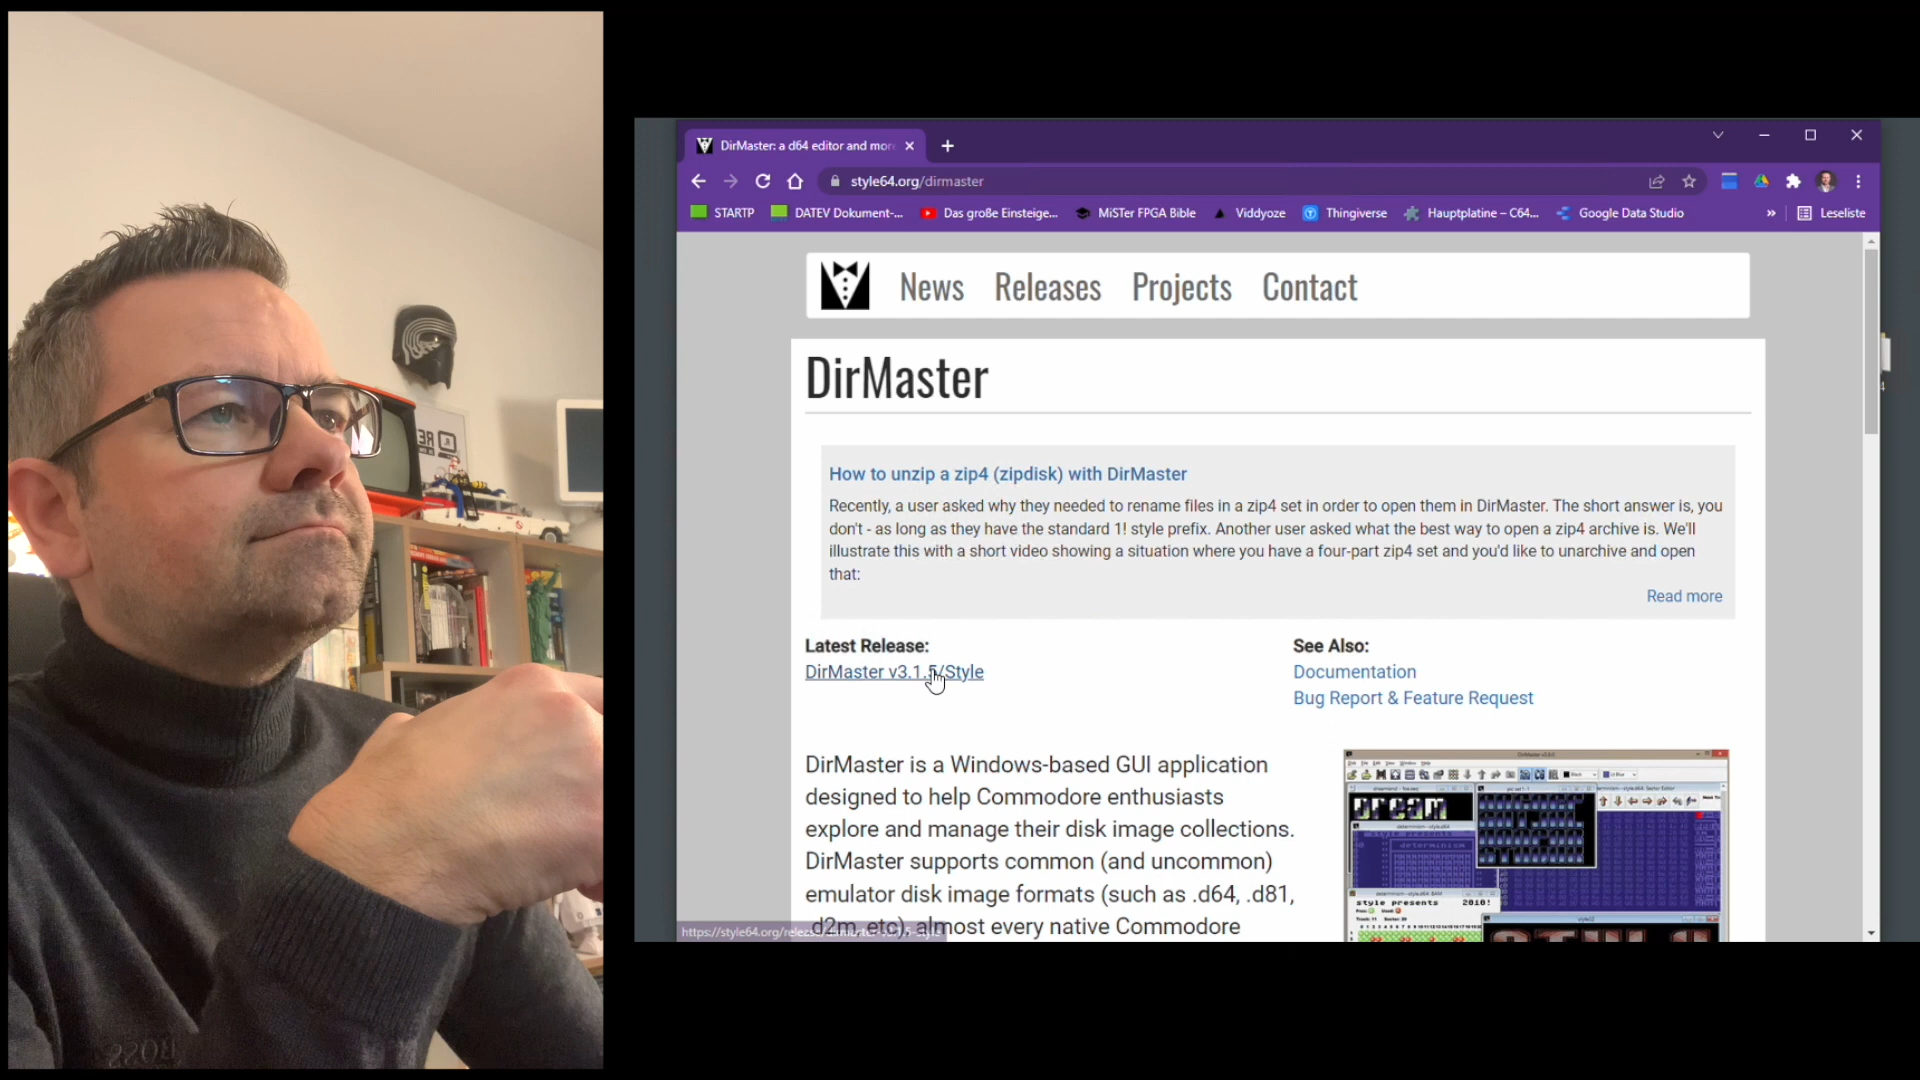 DirMaster: a d64 editor and mor
style64.org/dirmaster
STARTP
DATEV Dokument-...
Das große Einsteige...
MiSTer FPGA Bible
Viddyoze
Thingiverse
Hauptplatine – C64...
Google Data Studio
»
Leseliste
News
Releases
Projects
Contact
DirMaster
How to unzip a zip4 (zipdisk) with DirMaster
Recently, a user asked why they needed to rename files in a zip4 set in order to open them in DirMaster. The short answer is, you
don't - as long as they have the standard 1! style prefix. Another user asked what the best way to open a zip4 archive is. We'll
illustrate this with a short video showing a situation where you have a four-part zip4 set and you'd like to unarchive and open
that:
Read more
Latest Release:
DirMaster v3.1.5/Style
See Also:
Documentation
Bug Report & Feature Request
DirMaster is a Windows-based GUI application
designed to help Commodore enthusiasts
explore and manage their disk image collections.
DirMaster supports common (and uncommon)
emulator disk image formats (such as .d64, .d81,
.d2m, etc), almost every native Commodore
dream
determinism
style presents 2010!
BOSS